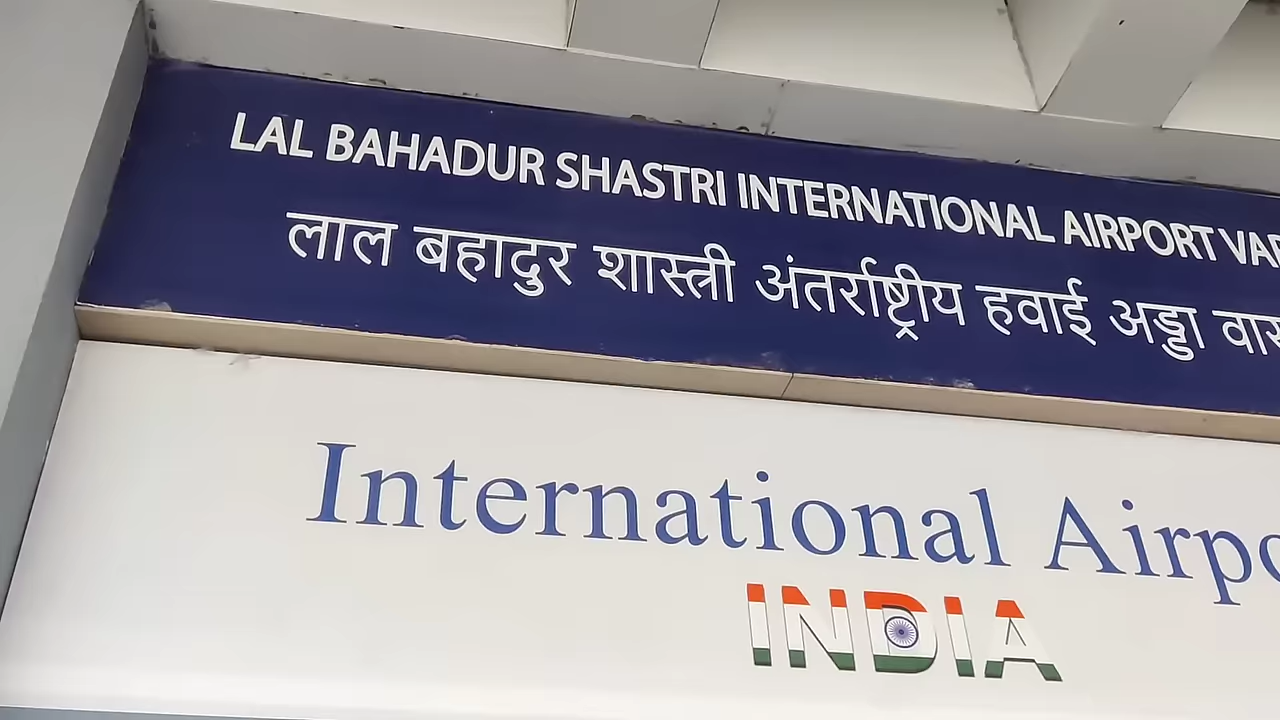 LAL BAHADUR SHASTRI INTERNATIONAL AIRPORT
लाल बहादुर शास्त्री अंतर्राष्ट्रीय हवाई अड्डा
International
INDIA